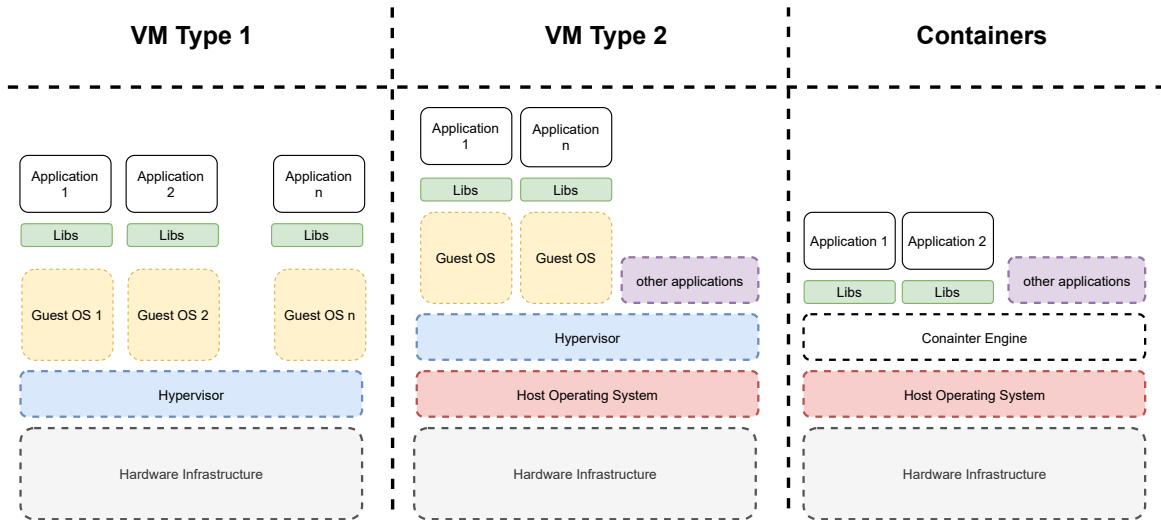 VM Type 1
VM Type 2
Containers
Application
1
Application
2
Application
n
Libs
Libs
Libs
Guest OS 1
Guest OS 2
Guest OS n
Hypervisor
Hardware Infrastructure
Application
1
Application
n
Libs
Libs
Guest OS
Guest OS
other applications
Hypervisor
Host Operating System
Hardware Infrastructure
Application 1
Application 2
Libs
Libs
other applications
Conainter Engine
Host Operating System
Hardware Infrastructure